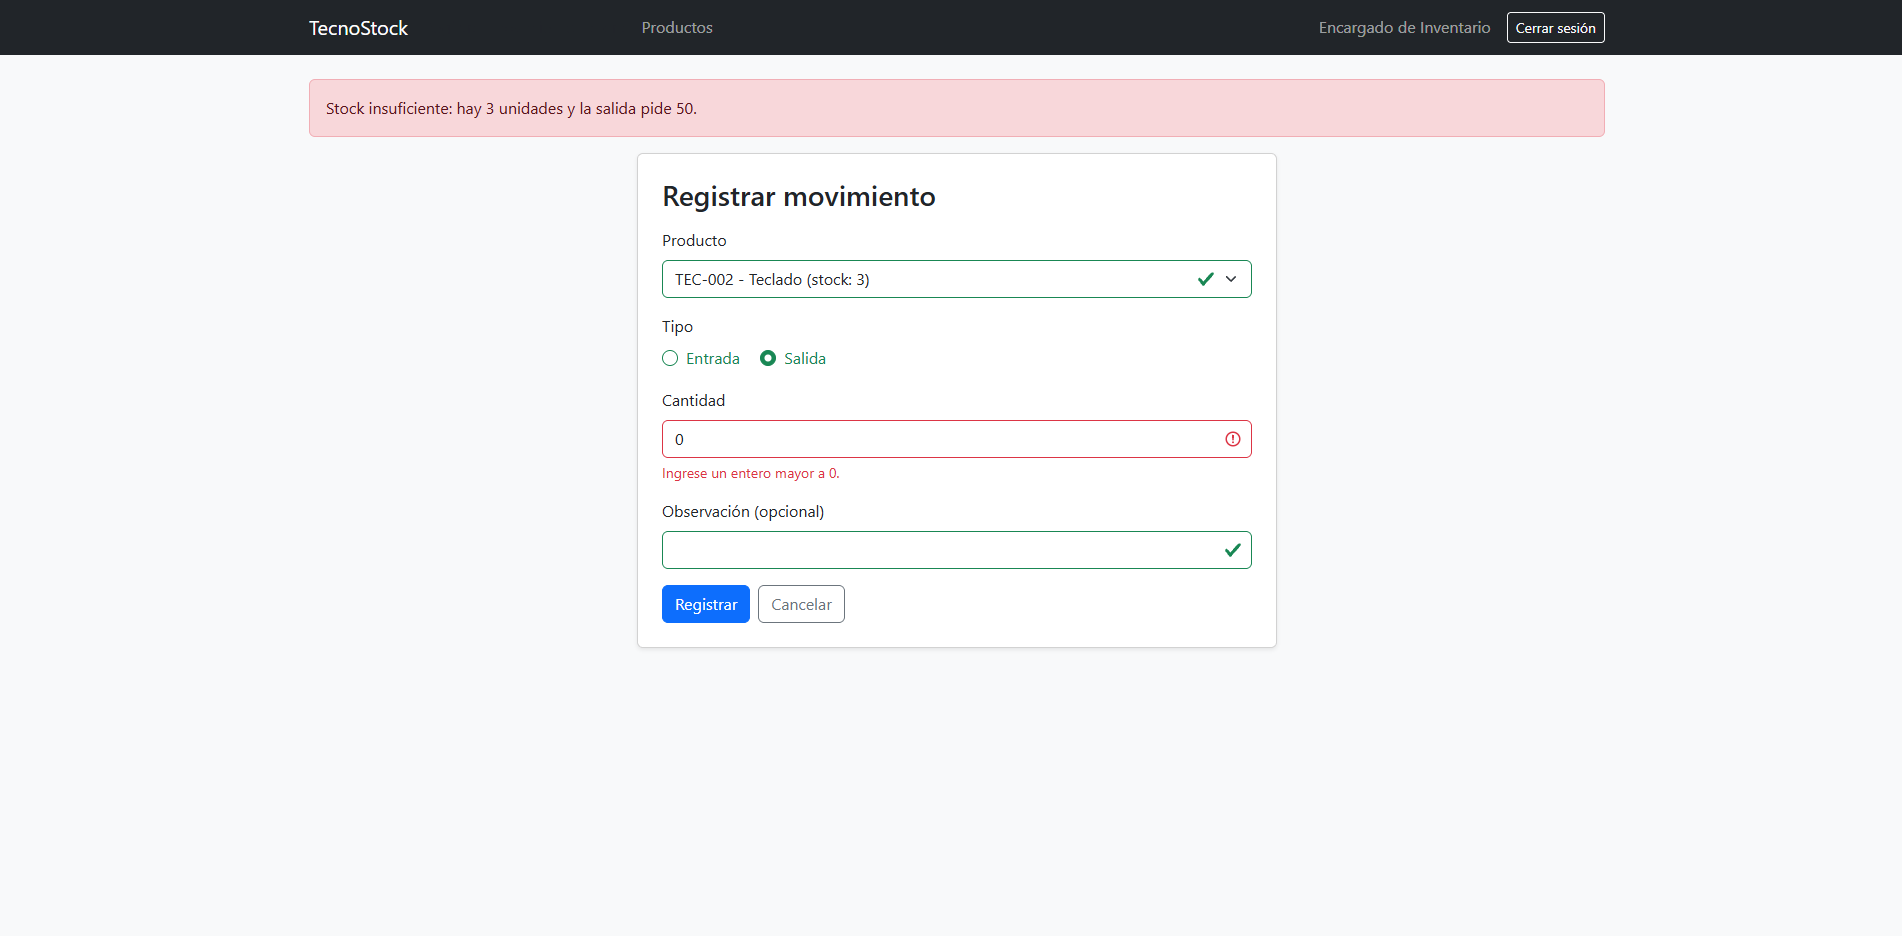 TecnoStock
Productos
Encargado de Inventario
Cerrar sesión
Stock insuficiente: hay 3 unidades y la salida pide 50.
Registrar movimiento
Producto
TEC-002 - Teclado (stock: 3)
Tipo
Entrada
Salida
Cantidad
0
Ingrese un entero mayor a 0.
Observación (opcional)
Registrar
Cancelar